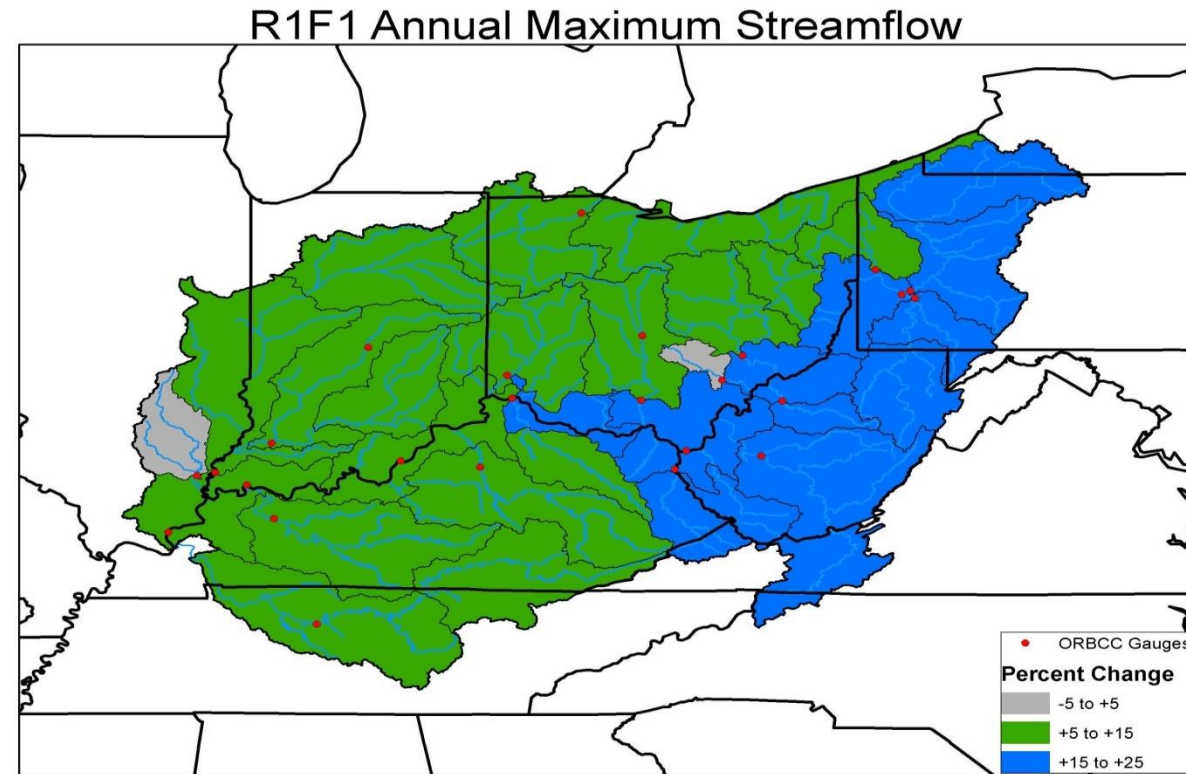 R1F1 Annual Maximum Streamflow
ORBCC Gauges
Percent Change
-5 to +5
+5 to +15
+15 to +25